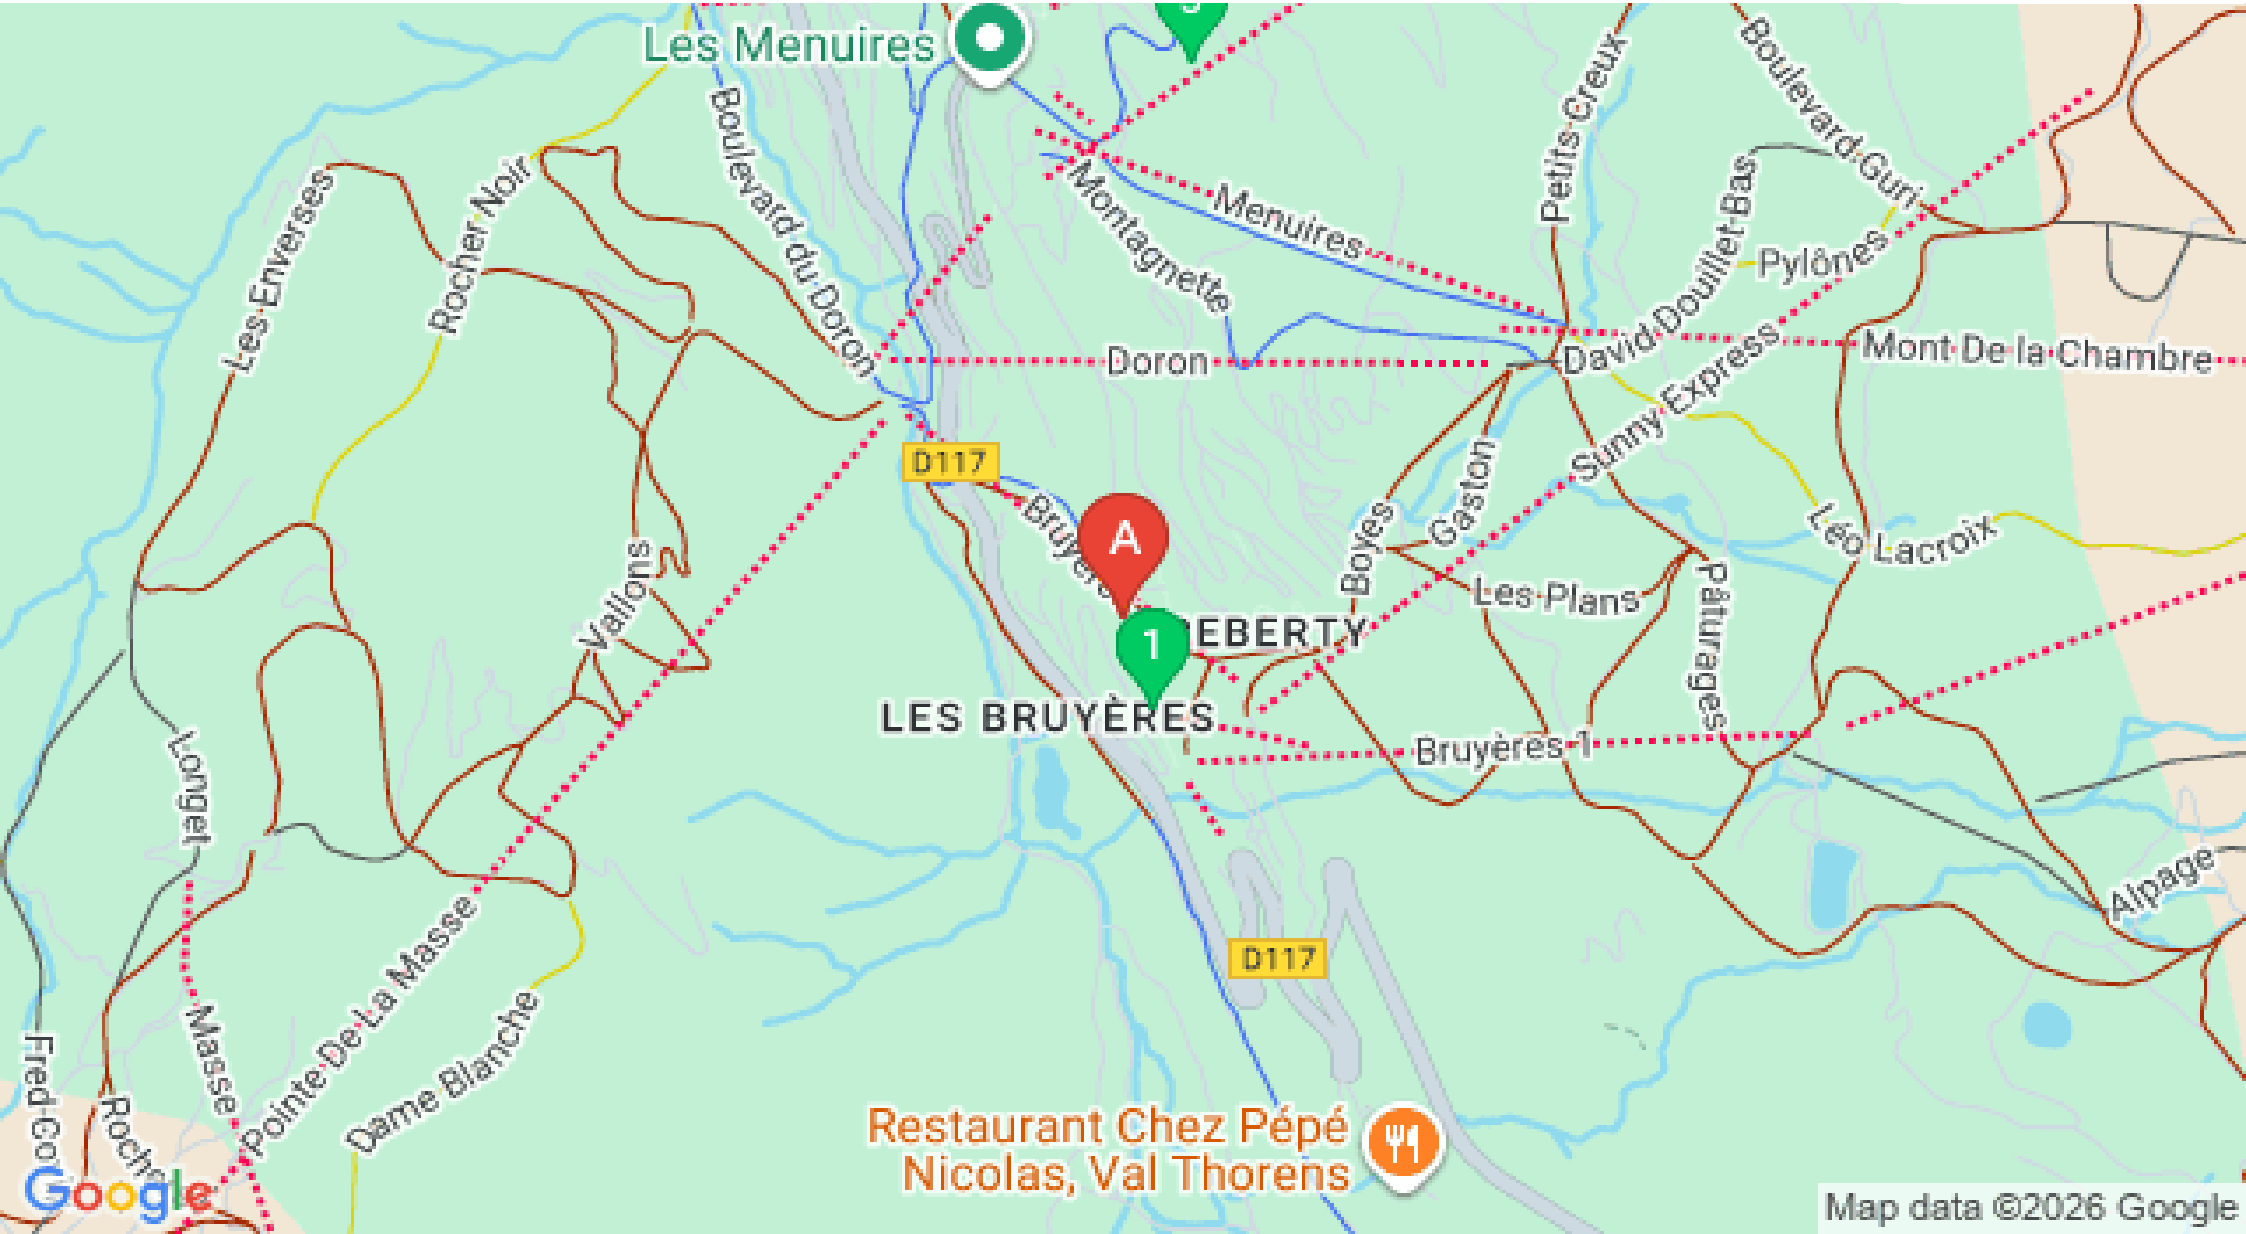 Les Menuires
Boulevard du Doron
Petits Creux
Boulevard Guri
Les Enverses
Rocher Noir
Montagnette
Menuires
David Douillet Bas
Pylônes
Doron
Mont De la Chambre
Sunny Express
D117
A
Gaston
Boyes
Léo Lacroix
Les Plans
Vallons
1
LES BRUYÈRES
Pâturages
Bruyères 1
Longet
Alpage
D117
Pointe De La Masse
Masse
Dame Blanche
Restaurant Chez Pépé
Nicolas, Val Thorens
Google
Map data ©2026 Google